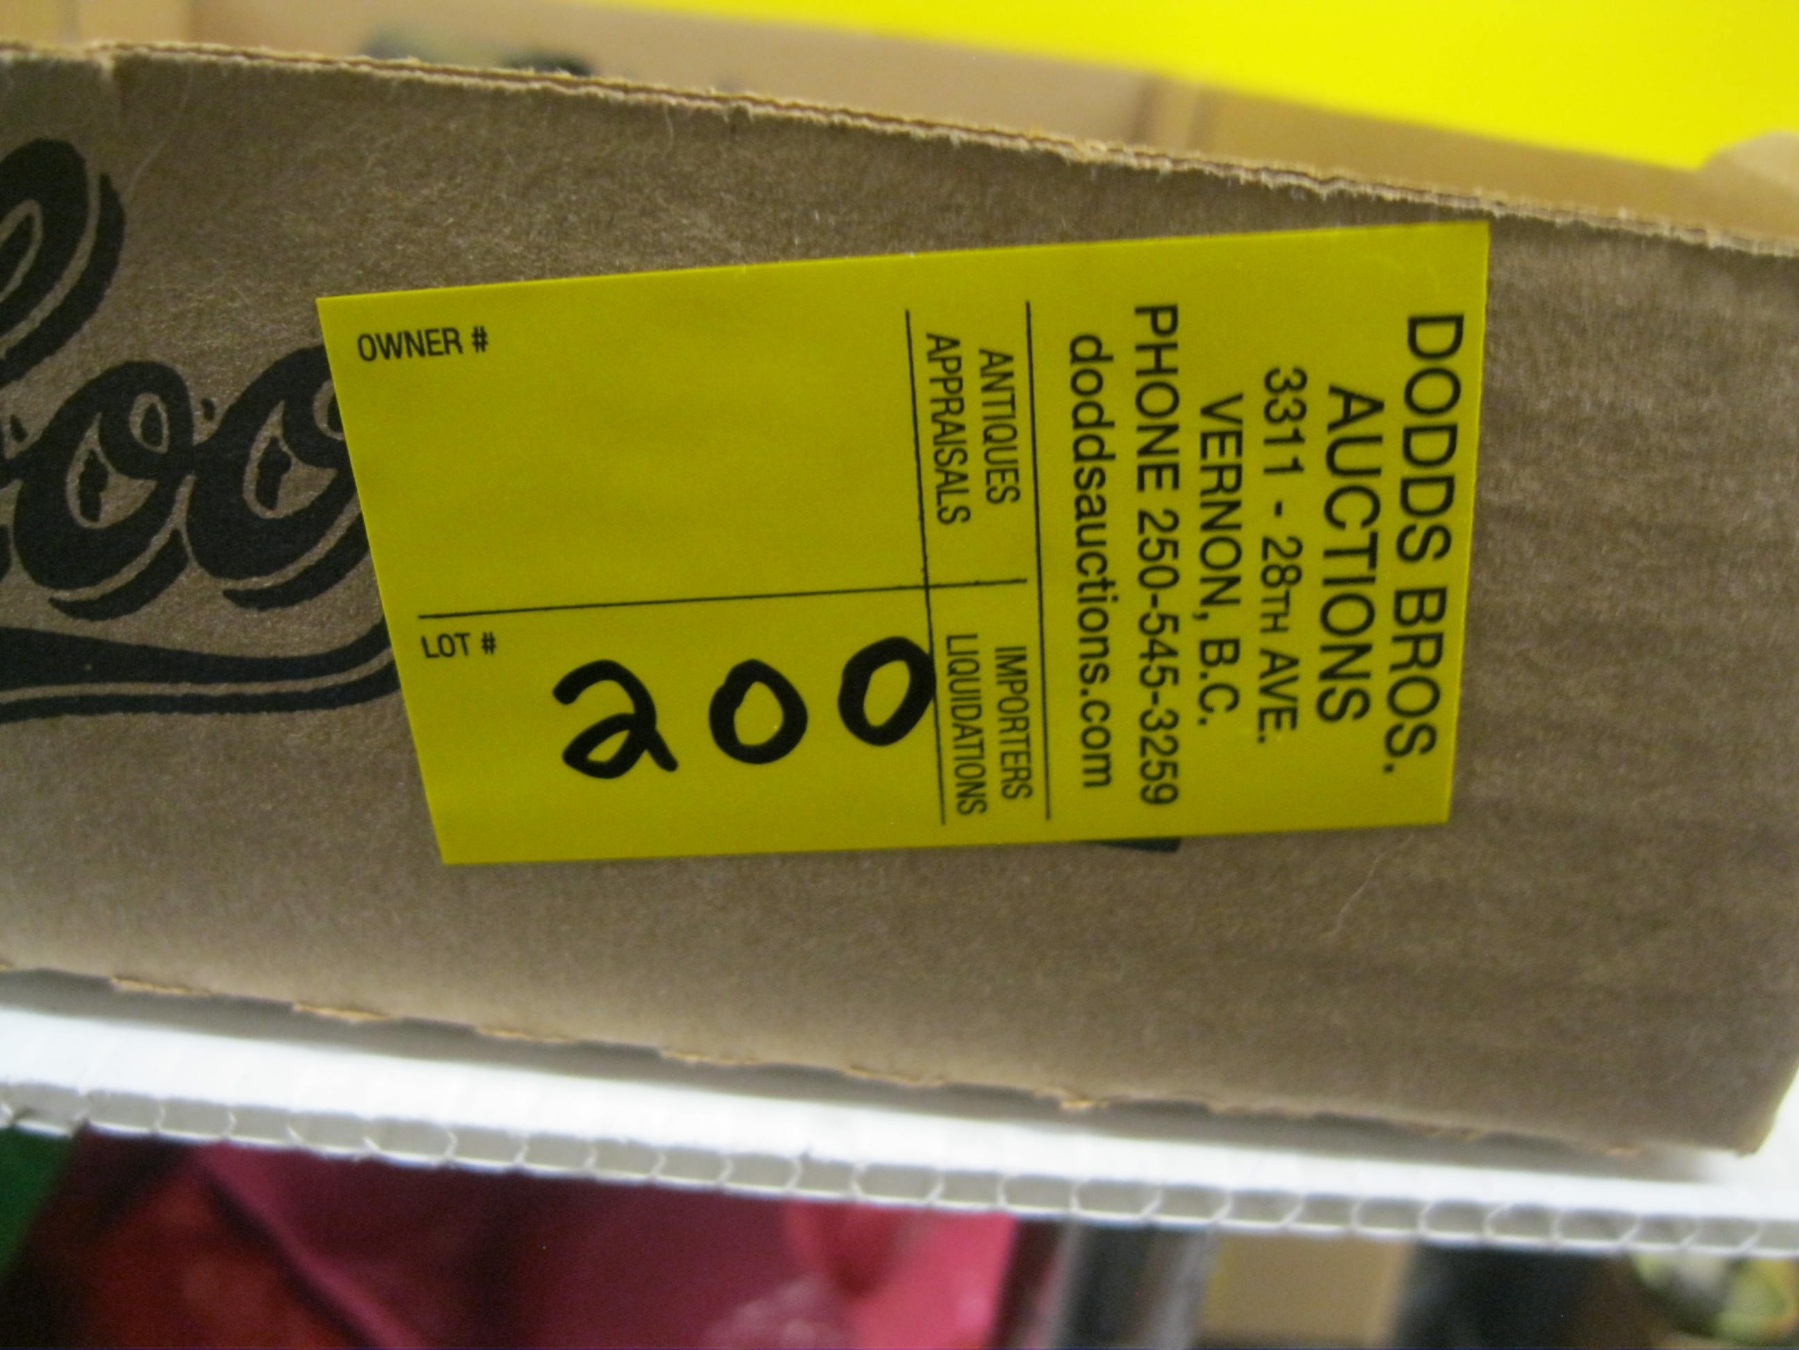 DODDS BROS.
AUCTIONS
3311 - 28TH AVE.
VERNON, B.C.
PHONE 250-545-3259
doddsauctions.com
ANTIQUES
APPRAISALS
IMPORTERS
LIQUIDATIONS
OWNER #
LOT #
200